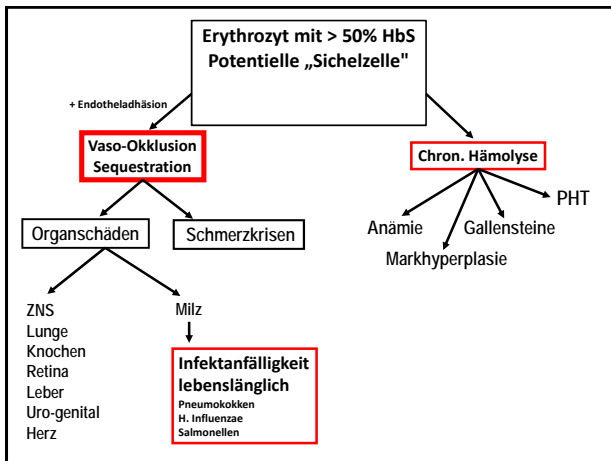 Erythrozyt mit > 50% HbS
Potentielle „Sichelzelle"
+ Endotheladhäsion
Vaso-Okklusion
Sequestration
Chron. Hämolyse
PHT
Anämie
Gallensteine
Markhyperplasie
Organschäden
Schmerzkrisen
ZNS
Lunge
Knochen
Retina
Leber
Uro-genital
Herz
Milz
Infektanfälligkeit
lebenslänglich
Pneumokokken
H. Influenzae
Salmonellen